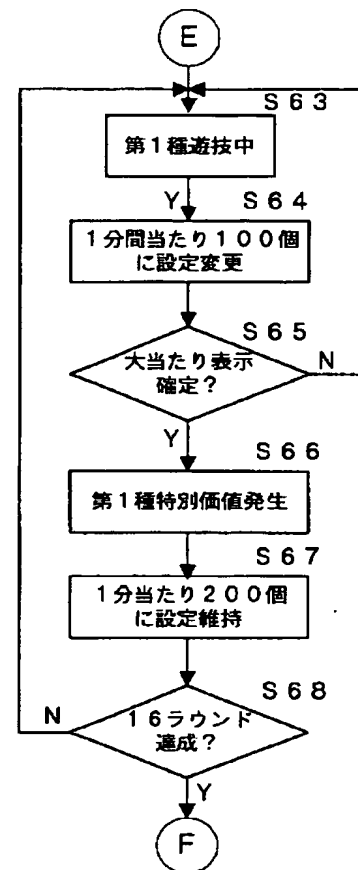 E
S63
第1種遊技中
Y
S64
1分間当たり100個
に設定変更
S65
大当たり表示
確定?
N
Y
S66
第1種特別価値発生
S67
1分当たり200個
に設定維持
S68
N
16ラウンド
達成?
Y
F